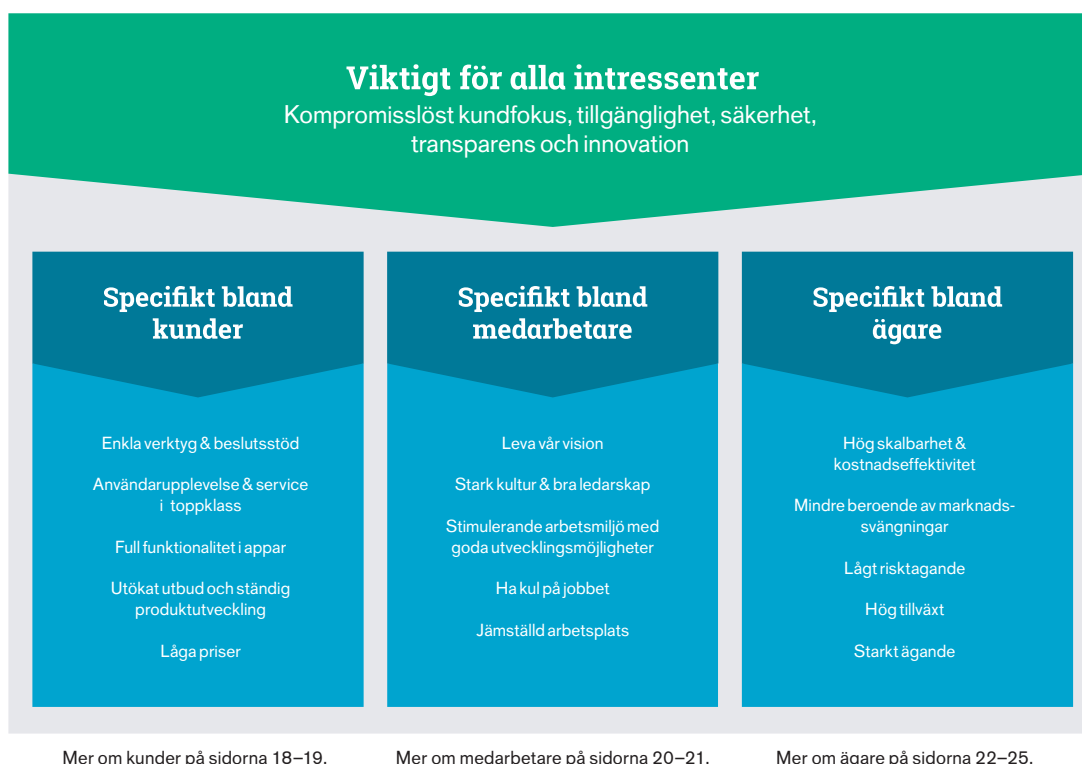 Viktigt för alla intressenter
Kompromisslöst kundfokus, tillgänglighet, säkerhet,
transparens och innovation
Specifikt bland
kunder
Enkla verktyg & beslutsstöd
Användarupplevelse & service
i toppklass
Full funktionalitet i appar
Utökat utbud och ständig
produktutveckling
Låga priser
Mer om kunder på sidorna 18–19.
Specifikt bland
medarbetare
Leva vår vision
Stark kultur & bra ledarskap
Stimulerande arbetsmiljö med
goda utvecklingsmöjligheter
Ha kul på jobbet
Jämställd arbetsplats
Mer om medarbetare på sidorna 20–21.
Specifikt bland
ägare
Hög skalbarhet &
kostnadseffektivitet
Mindre beroende av marknads-
svängningar
Lågt risktagande
Hög tillväxt
Starkt ägande
Mer om ägare på sidorna 22–25.